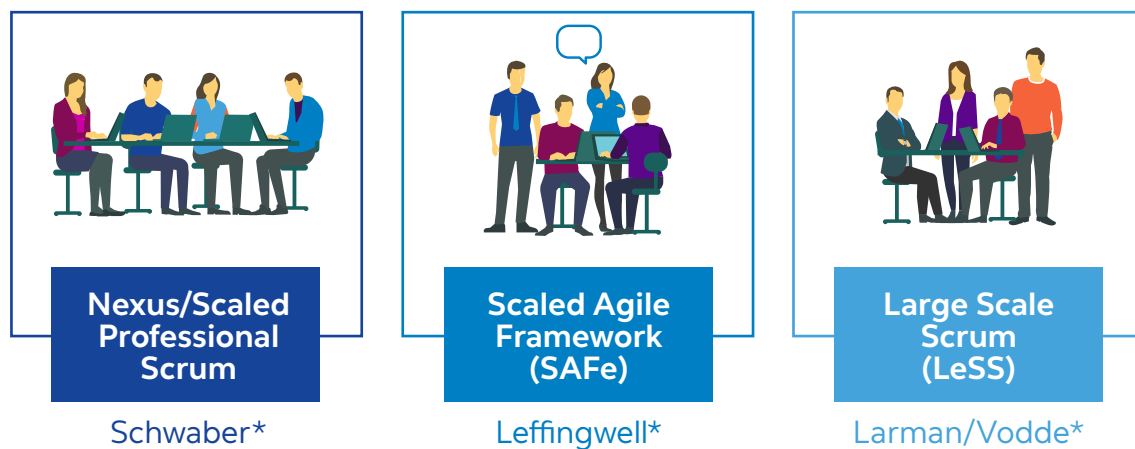 Nexus/Scaled
Professional
Scrum
Schwaber*
Scaled Agile
Framework
(SAFe)
Leffingwell*
Large Scale
Scrum
(LeSS)
Larman/Vodde*